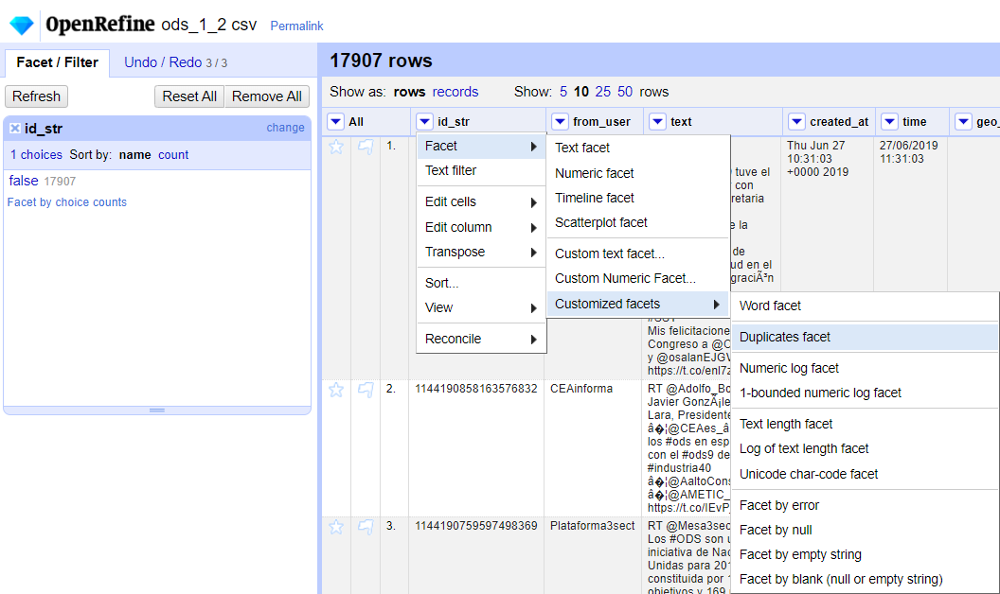 OpenRefine ods_1_2 csv Permalink
Facet / Filter Undo / Redo 3 / 3
Refresh Reset All Remove All
id_str change
1 choices Sort by: name count
false 17907
Facet by choice counts
17907 rows
Show as: rows records Show: 5 10 25 50 rows
All id_str from_user text created_at time geo_
1. Thu Jun 27 27/06/2019
10:31:03 11:31:03
+0000 2019
tuve el
con
retaria
e la
de
ud en el
graciÃ³n
Mis felicitacione
Congreso a @C
y @osalanEJGV
https://t.co/enI7z
2. 1144190858163576832 CEAinforma RT @Adolfo_Bo
Javier GonzÃ¡le
Lara, Presidente
â�¦@CEAes_â
los #ods en esp
con el #ods9 de
#industria40
â�¦@AaltoCons
â�¦@AMETIC_
https://t.co/IEvP
3. 1144190759597498369 Plataforma3sect RT @Mesa3sec
Los #ODS son u
iniciativa de Nac
Unidas para 20
constituida por 1
objetivos y 169
Facet
Text filter
Edit cells
Edit column
Transpose
Sort...
View
Reconcile
Text facet
Numeric facet
Timeline facet
Scatterplot facet
Custom text facet...
Custom Numeric Facet...
Customized facets
Word facet
Duplicates facet
Numeric log facet
1-bounded numeric log facet
Text length facet
Log of text length facet
Unicode char-code facet
Facet by error
Facet by null
Facet by empty string
Facet by blank (null or empty string)